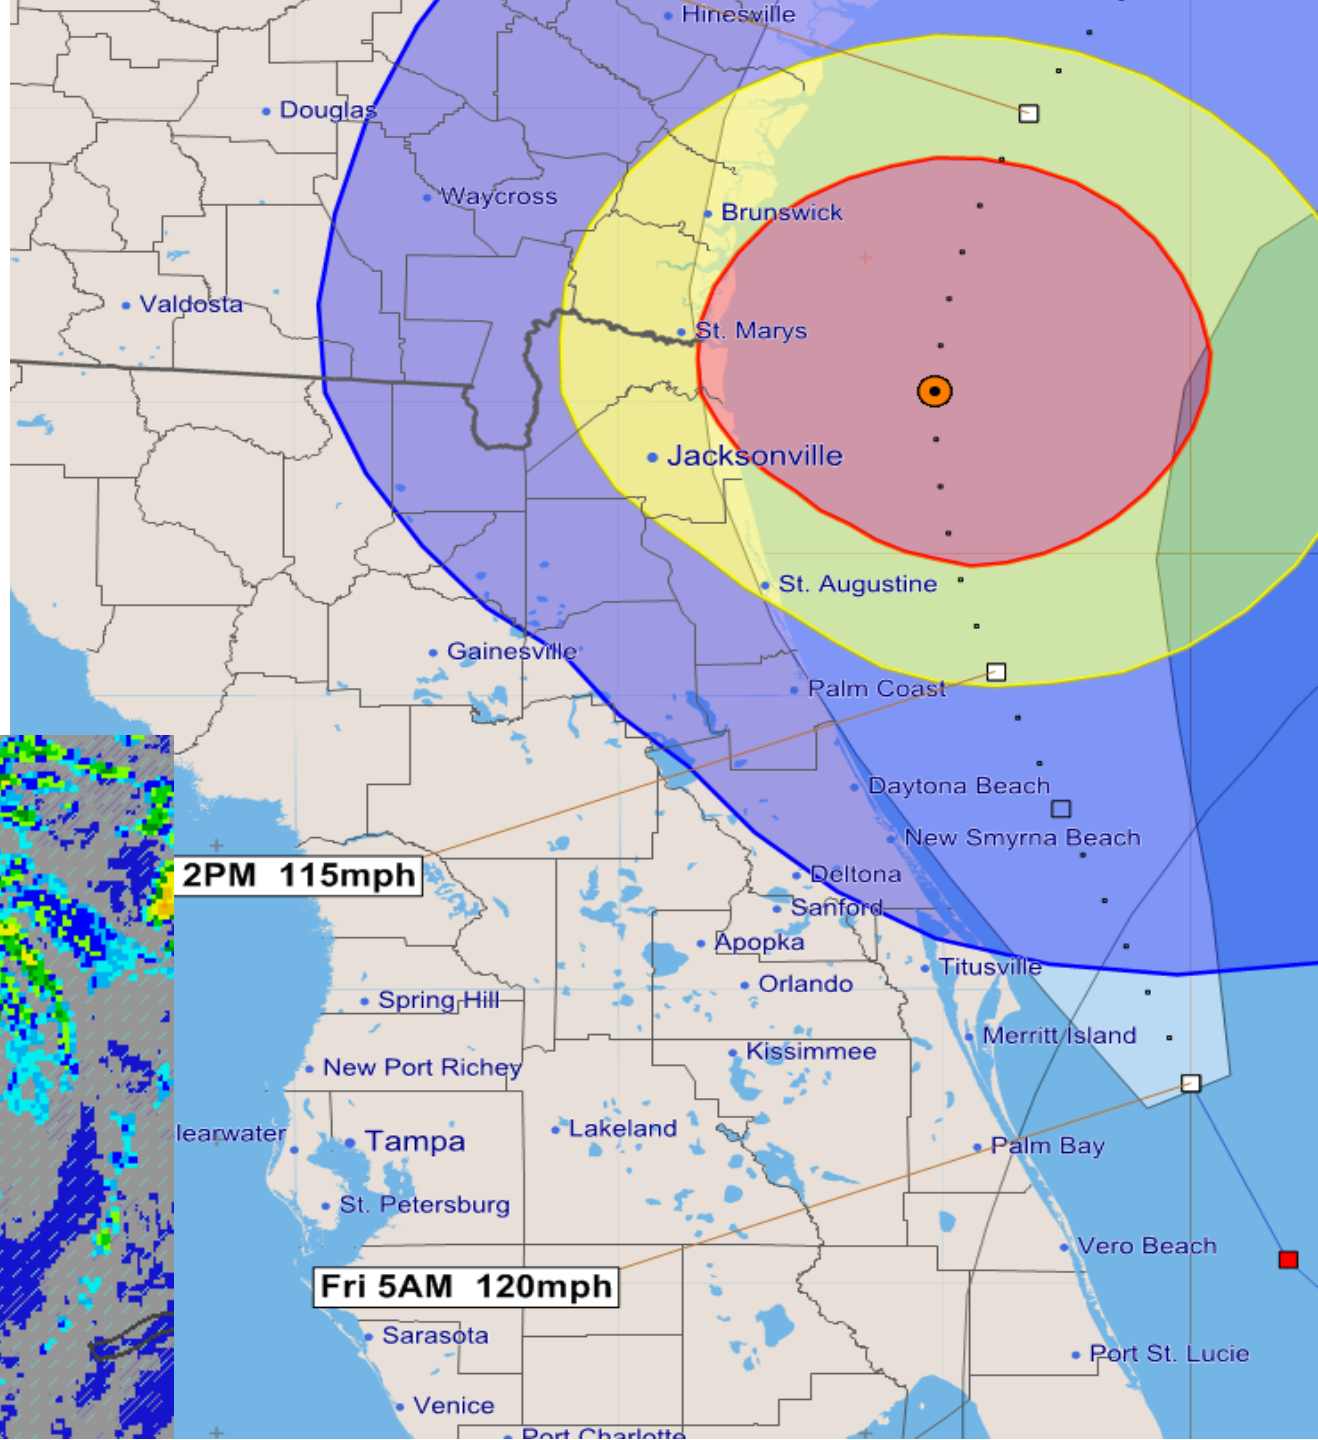 Hinesville
Douglas
Waycross
Brunswick
Valdosta
St. Marys
Jacksonville
St. Augustine
Gainesville
Palm Coast
Daytona Beach
New Smyrna Beach
2PM 115mph
Deltona
Sanford
Apopka
Titusville
Orlando
Spring Hill
Merritt Island
Kissimmee
New Port Richey
Lakeland
learwater
Tampa
Palm Bay
St. Petersburg
Vero Beach
Fri 5AM 120mph
Sarasota
Port St. Lucie
Venice
Port Charlotte